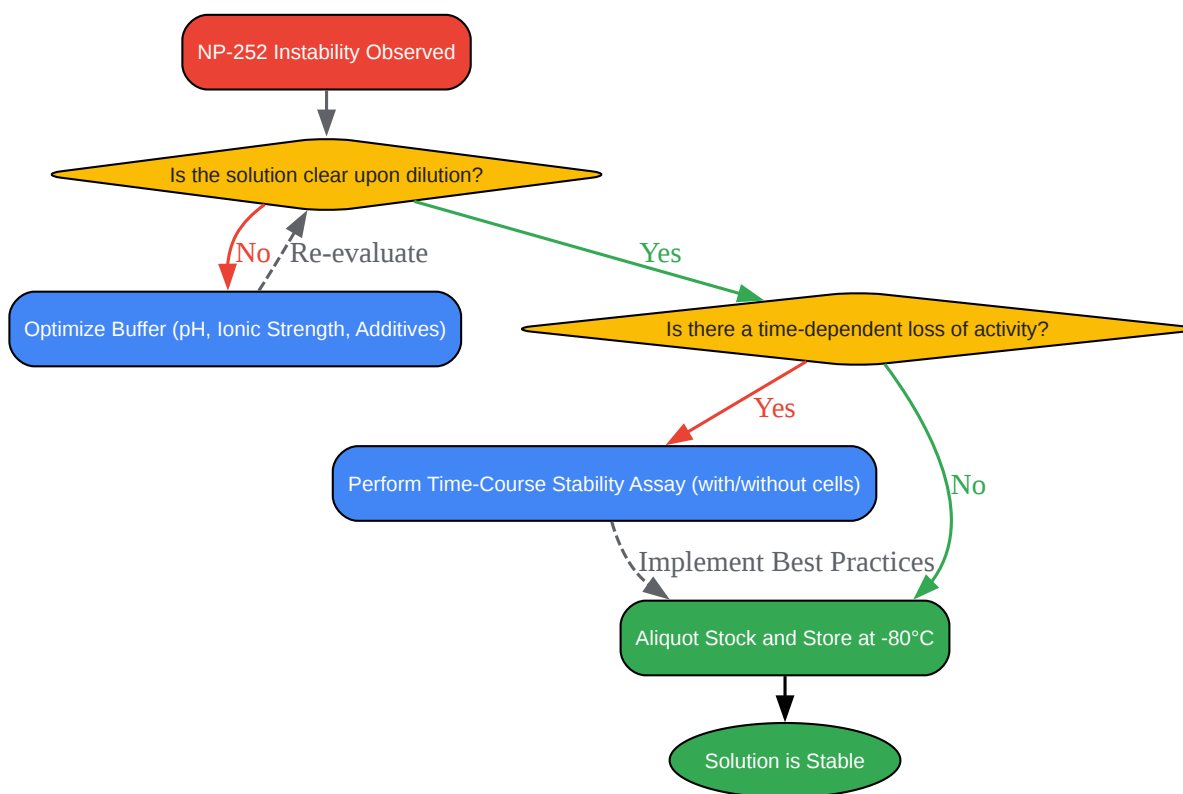 NP-252 Instability Observed
Is the solution clear upon dilution?
No
Re-evaluate
Yes
Optimize Buffer (pH, Ionic Strength, Additives)
Is there a time-dependent loss of activity?
Yes
Perform Time-Course Stability Assay (with/without cells)
No
Implement Best Practices
Aliquot Stock and Store at -80°C
Solution is Stable